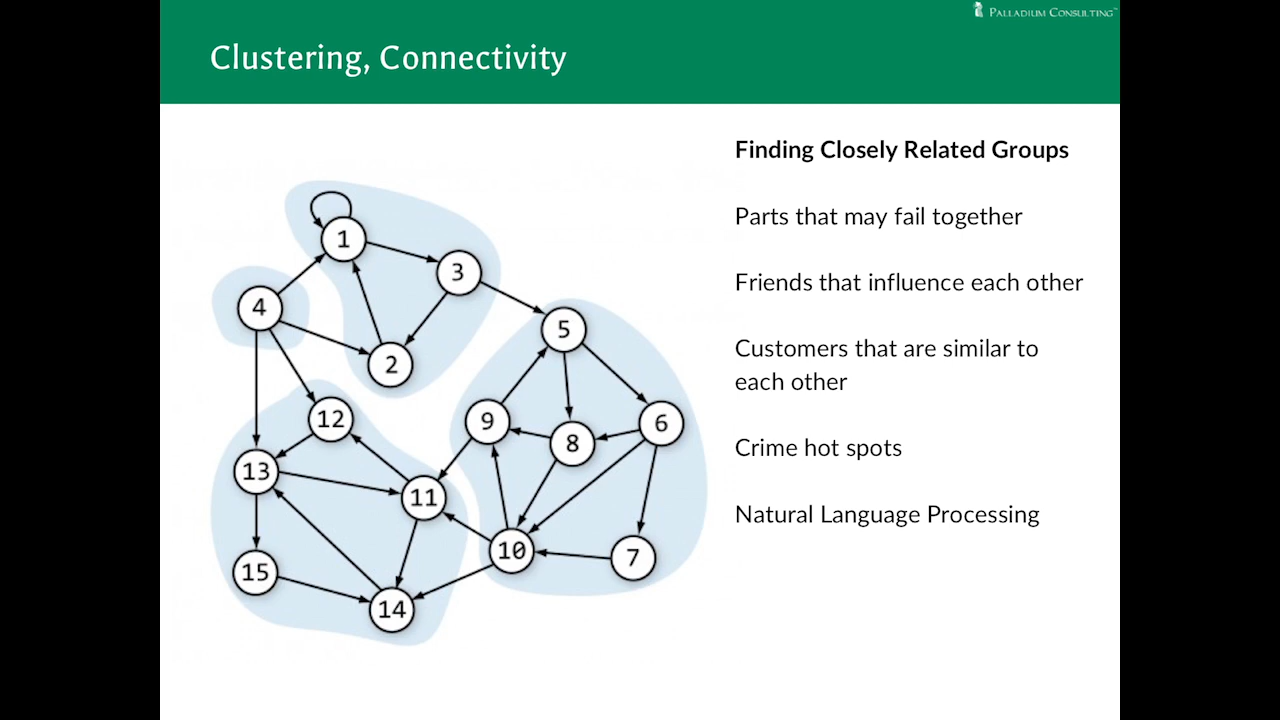 PALLADIUM CONSULTING™
Clustering, Connectivity
Finding Closely Related Groups
Parts that may fail together
Friends that influence each other
Customers that are similar to
each other
Crime hot spots
Natural Language Processing
1
3
4
5
2
12
9
6
8
13
11
10
7
15
14